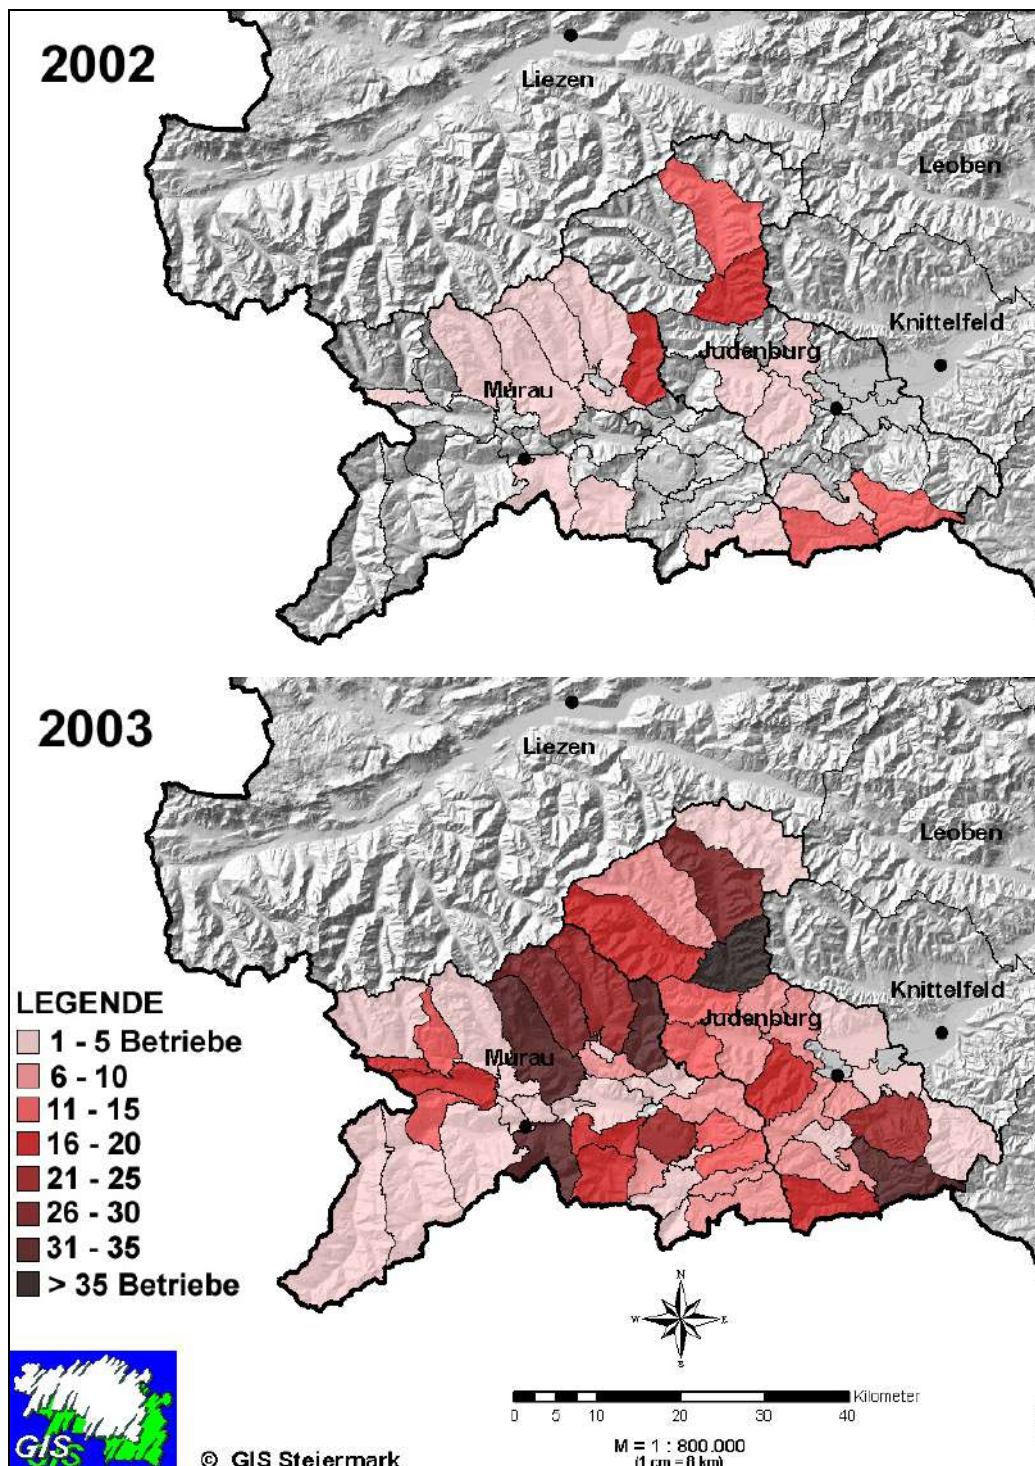 2002
Liezen
Leoben
Knittelfeld
Judenburg
Murau
2003
Liezen
Leoben
Knittelfeld
Judenburg
Murau
LEGENDE
1 - 5 Betriebe
6 - 10
11 - 15
16 - 20
21 - 25
26 - 30
31 - 35
> 35 Betriebe
N
W E
S
Kilometer
0 5 10 20 30 40
M = 1 : 800.000
(1 cm = 8 km)
GIS
© GIS Steiermark